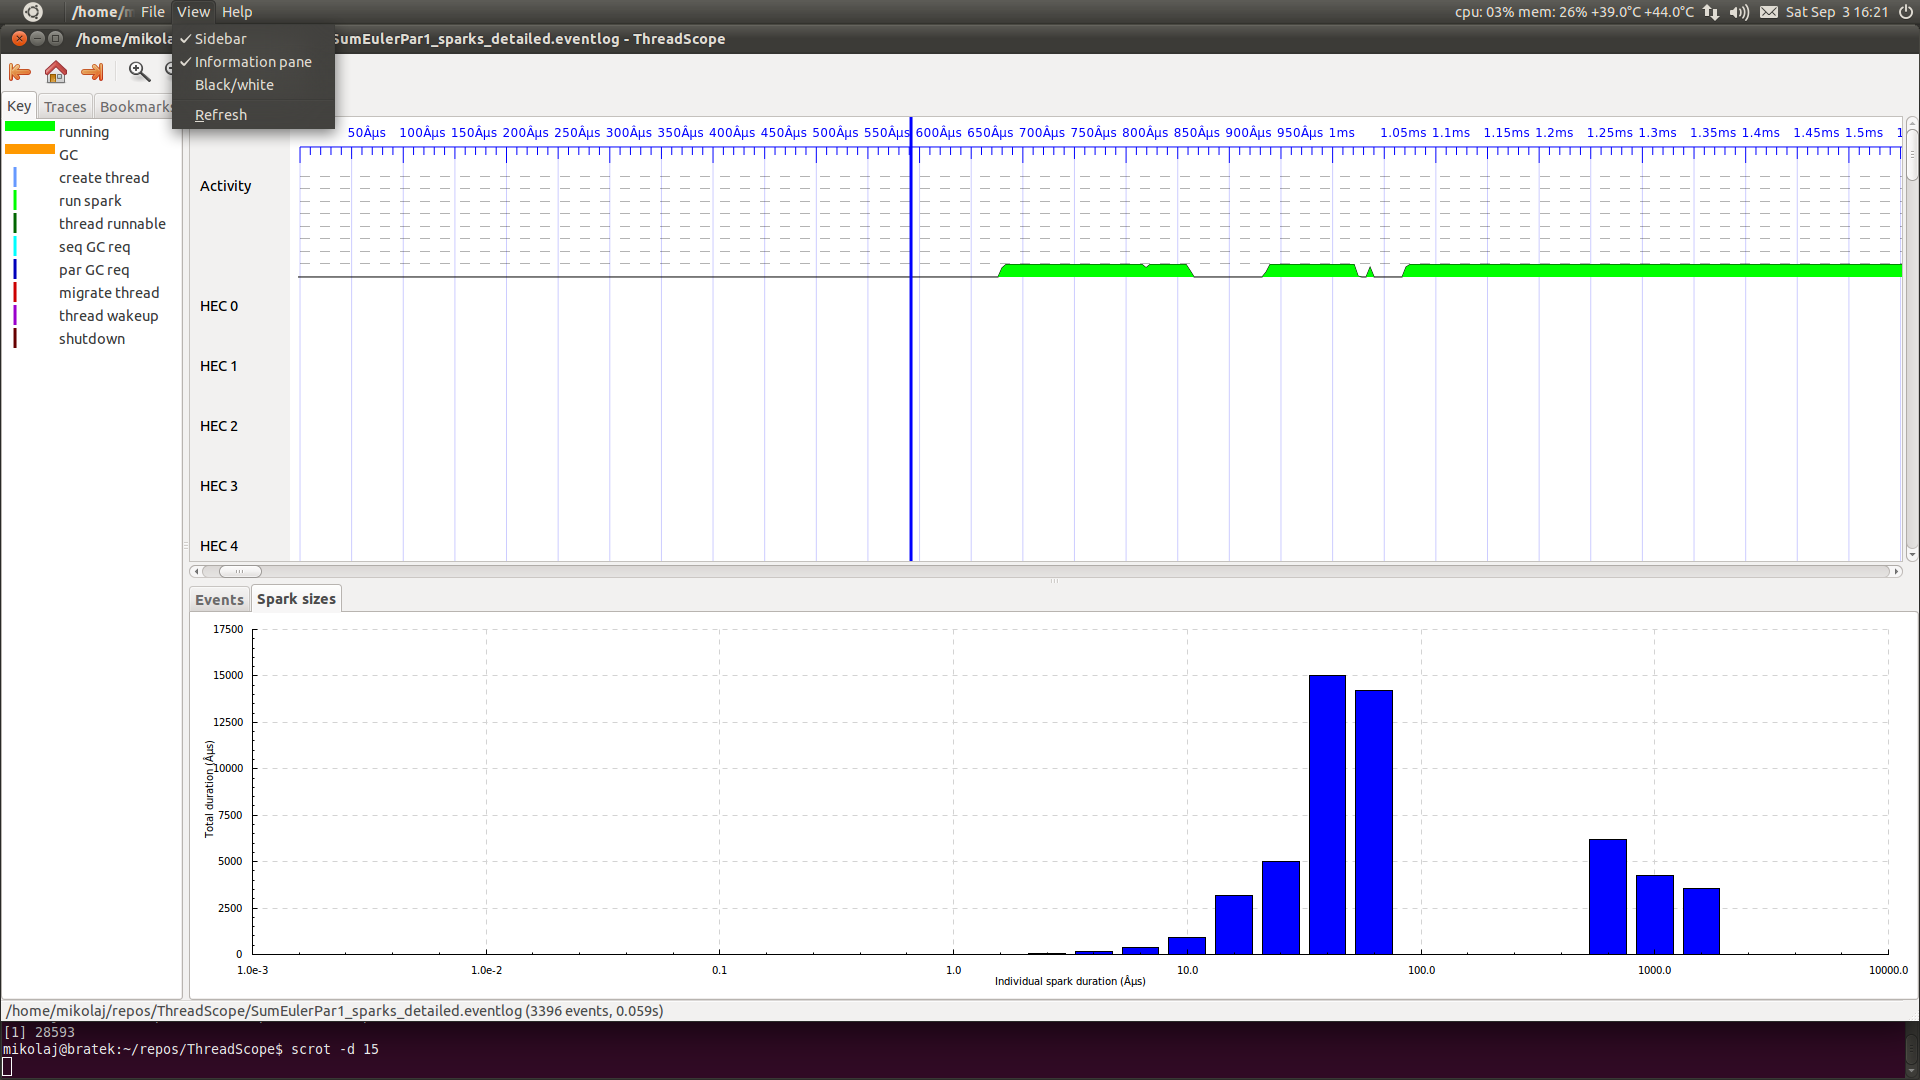 /home/m File View Help cpu: 03% mem: 26% +39.0°C +44.0°C Sat Sep 3 16:21
/home/mikola SumEulerPar1_sparks_detailed.eventlog - ThreadScope
✓ Sidebar
✓ Information pane
Black/white
Refresh
Key Traces Bookmarks
running
GC
create thread
run spark
thread runnable
seq GC req
par GC req
migrate thread
thread wakeup
shutdown
50Âµs 100Âµs 150Âµs 200Âµs 250Âµs 300Âµs 350Âµs 400Âµs 450Âµs 500Âµs 550Âµs 600Âµs 650Âµs 700Âµs 750Âµs 800Âµs 850Âµs 900Âµs 950Âµs 1ms 1.05ms 1.1ms 1.15ms 1.2ms 1.25ms 1.3ms 1.35ms 1.4ms 1.45ms 1.5ms 1
Activity
HEC 0
HEC 1
HEC 2
HEC 3
HEC 4
Events Spark sizes
17500
15000
12500
10000
7500
5000
2500
0
Total duration (Âµs)
1.0e-3 1.0e-2 0.1 1.0 10.0 100.0 1000.0 10000.0
Individual spark duration (Âµs)
/home/mikolaj/repos/ThreadScope/SumEulerPar1_sparks_detailed.eventlog (3396 events, 0.059s)
[1] 28593
mikolaj@bratek:~/repos/ThreadScope$ scrot -d 15